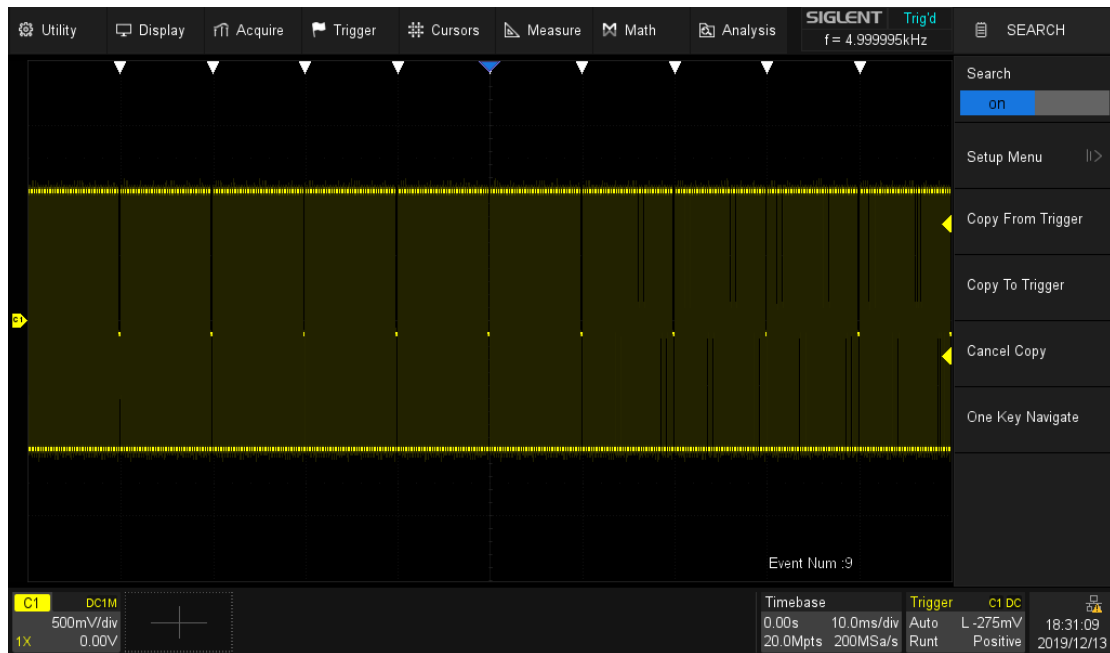 Utility Display Acquire Trigger Cursors Measure Math Analysis
SIGLENT Trig'd
f = 4.999995kHz
SEARCH
Search
on
Setup Menu
Copy From Trigger
Copy To Trigger
Cancel Copy
One Key Navigate
C1
Event Num :9
C1 DC1M
500mV/div
1X 0.00V
Timebase
0.00s 10.0ms/div
20.0Mpts 200MSa/s
Trigger C1 DC
Auto L -275mV
Runt Positive
18:31:09
2019/12/13